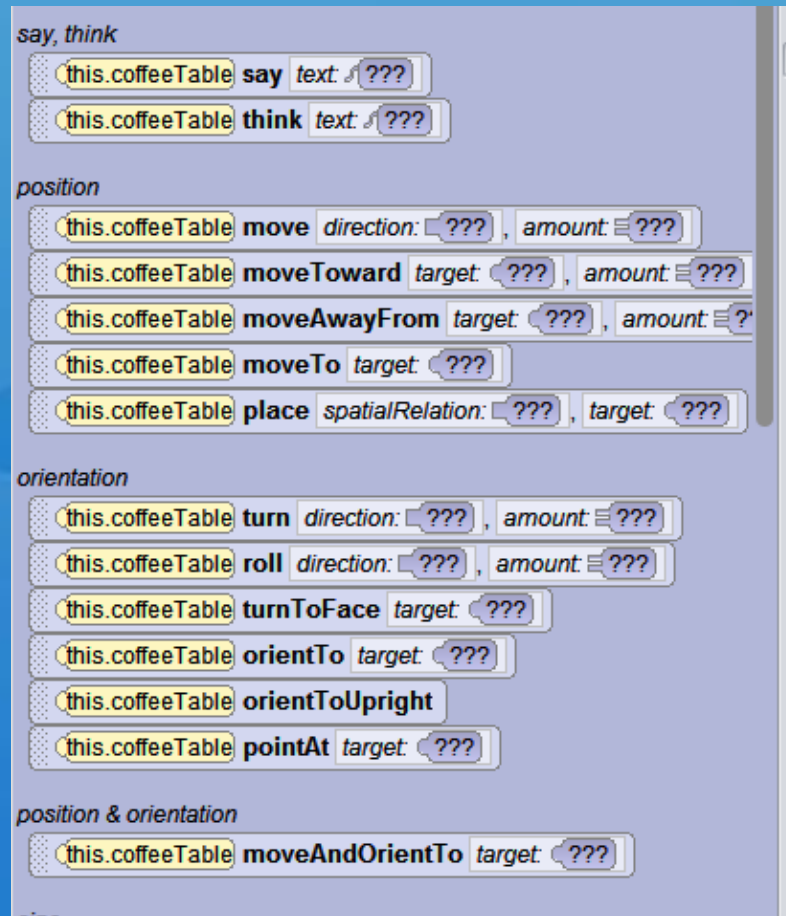 say, think
this.coffeeTable say text: ???
this.coffeeTable think text: ???
position
this.coffeeTable move direction: ???, amount: ???
this.coffeeTable moveToward target: ???, amount: ???
this.coffeeTable moveAwayFrom target: ???, amount: ?
this.coffeeTable moveTo target: ???
this.coffeeTable place spatialRelation: ???, target: ???
orientation
this.coffeeTable turn direction: ???, amount: ???
this.coffeeTable roll direction: ???, amount: ???
this.coffeeTable turnToFace target: ???
this.coffeeTable orientTo target: ???
this.coffeeTable orientToUpright
this.coffeeTable pointAt target: ???
position & orientation
this.coffeeTable moveAndOrientTo target: ???